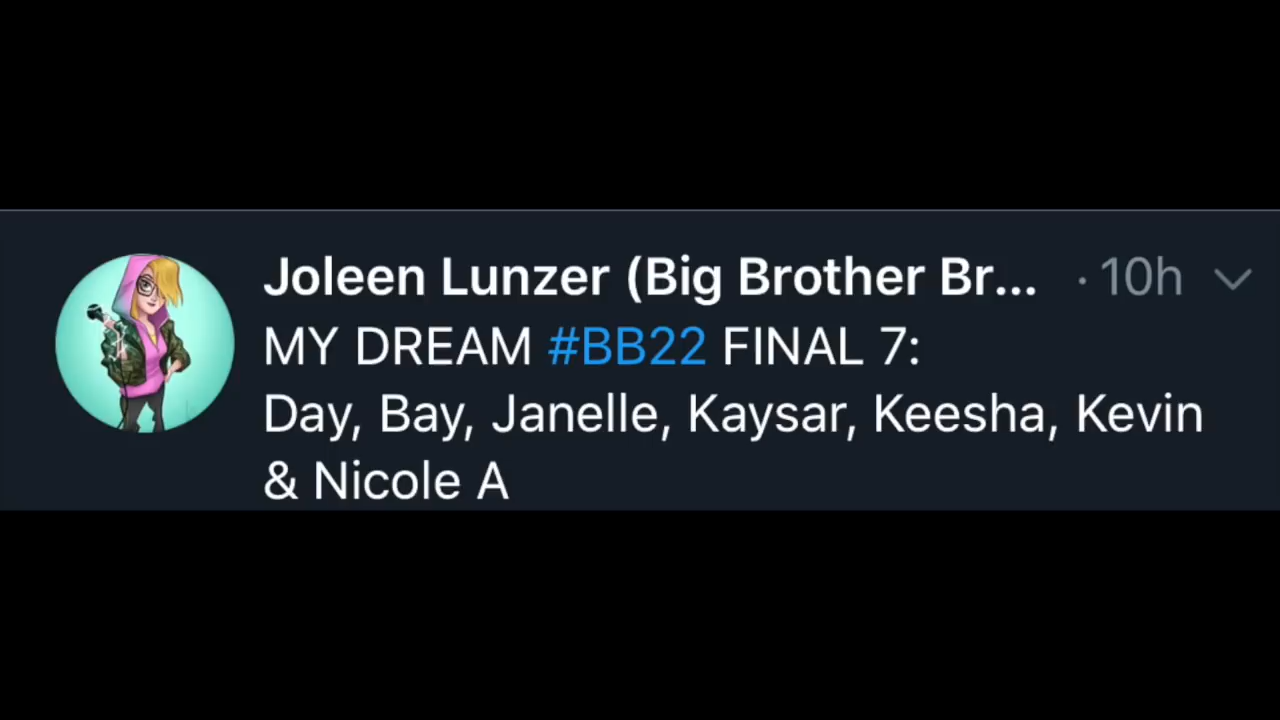 Joleen Lunzer (Big Brother Br... · 10h
MY DREAM #BB22 FINAL 7:
Day, Bay, Janelle, Kaysar, Keesha, Kevin
& Nicole A